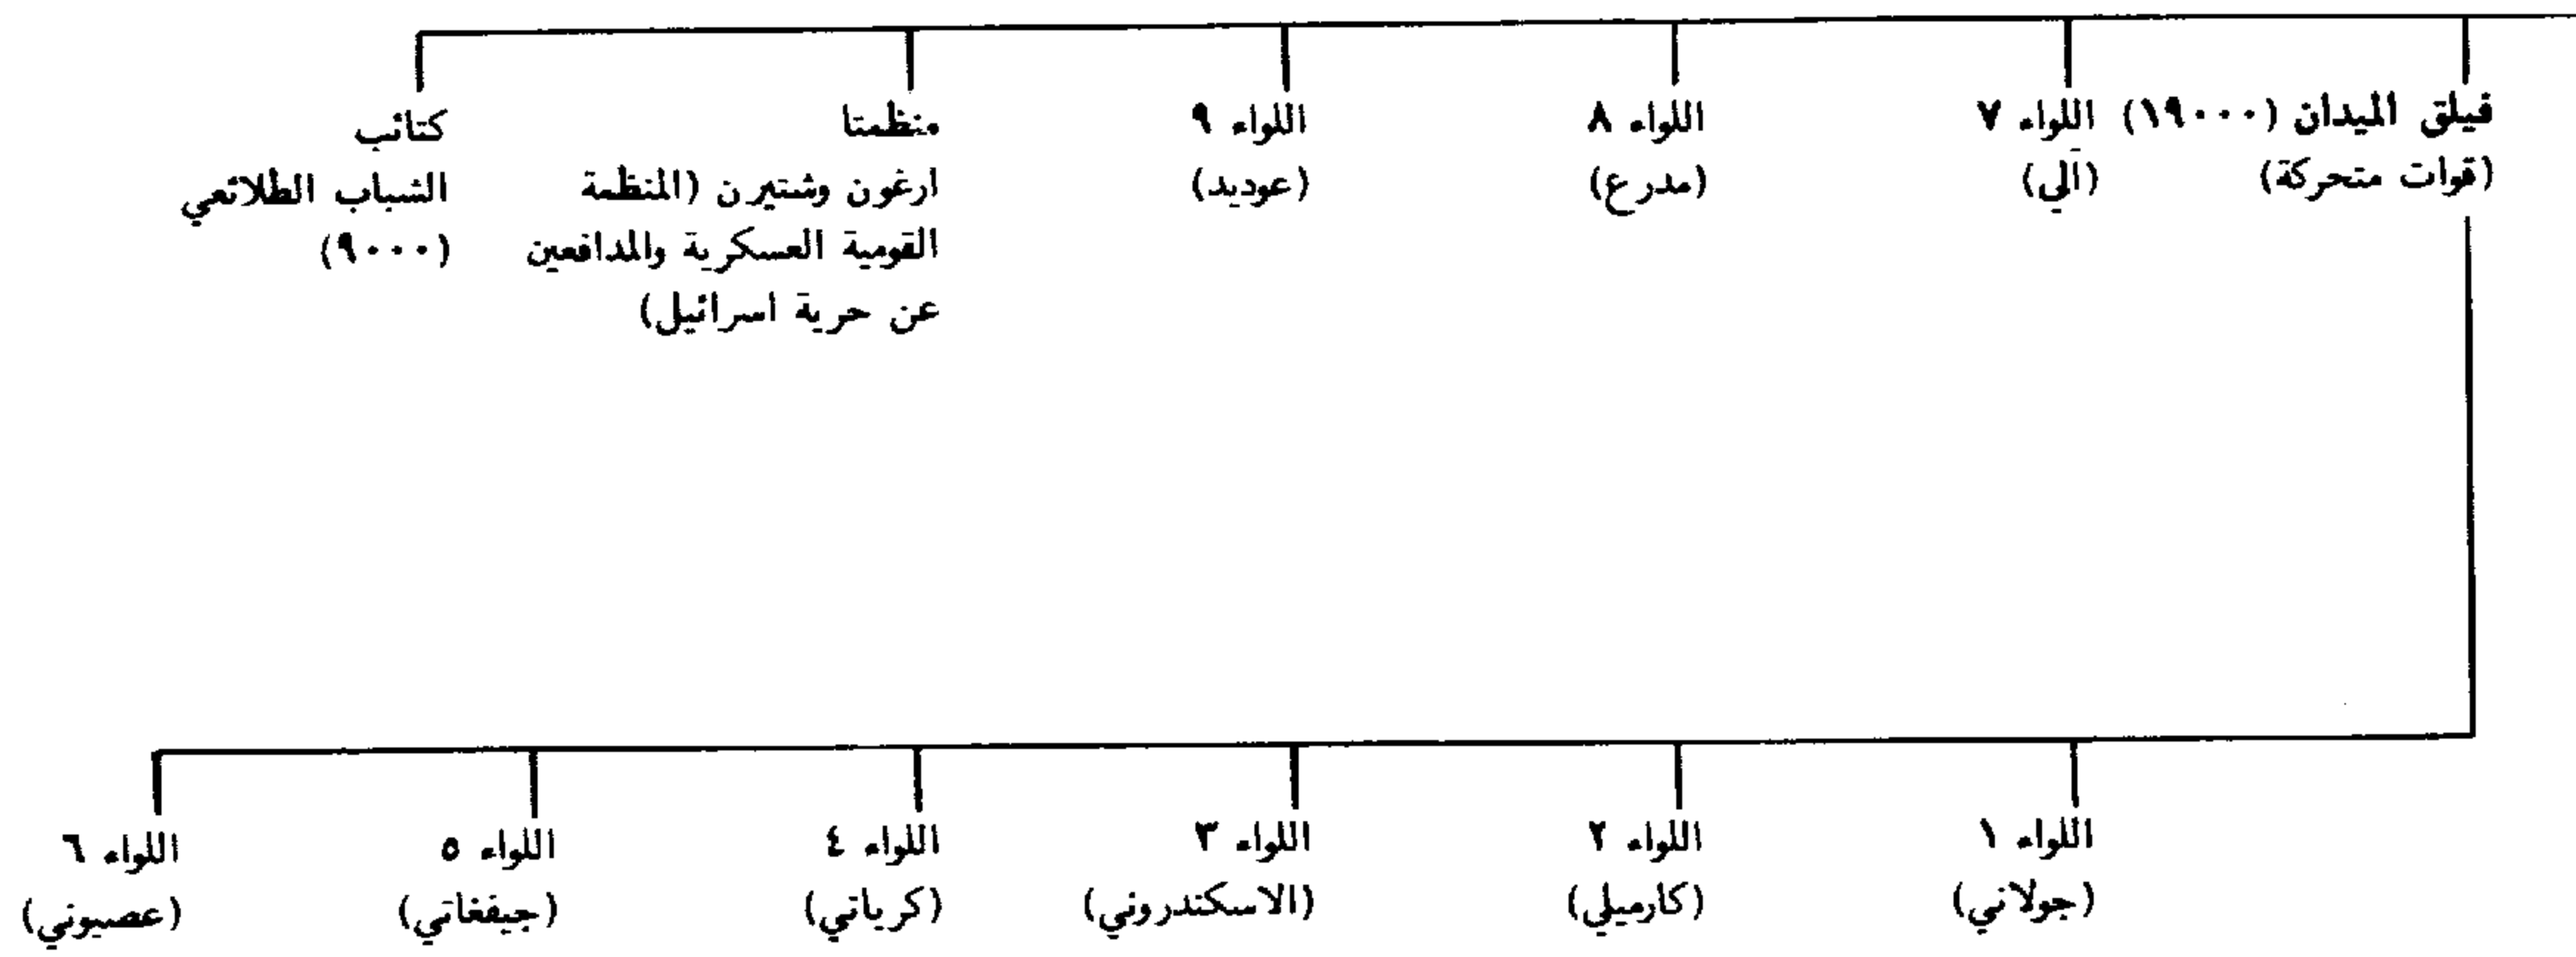 فيلق الميدان (١٩٠٠٠)
(قوات متحركة)
اللواء ٧
(آلي)
اللواء ٨
(مدرع)
اللواء ٩
(عوديد)
منظمتا
ارغون وشتيرن (المنظمة
القومية العسكرية والمدافعين
عن حرية اسرائيل)
كتائب
الشباب الطلائعي
(٩٠٠٠)
اللواء ١
(جولاني)
اللواء ٢
(كارميلي)
اللواء ٣
(الاسكندروني)
اللواء ٤
(كرياتي)
اللواء ٥
(جيفغاتي)
اللواء ٦
(عصيوني)